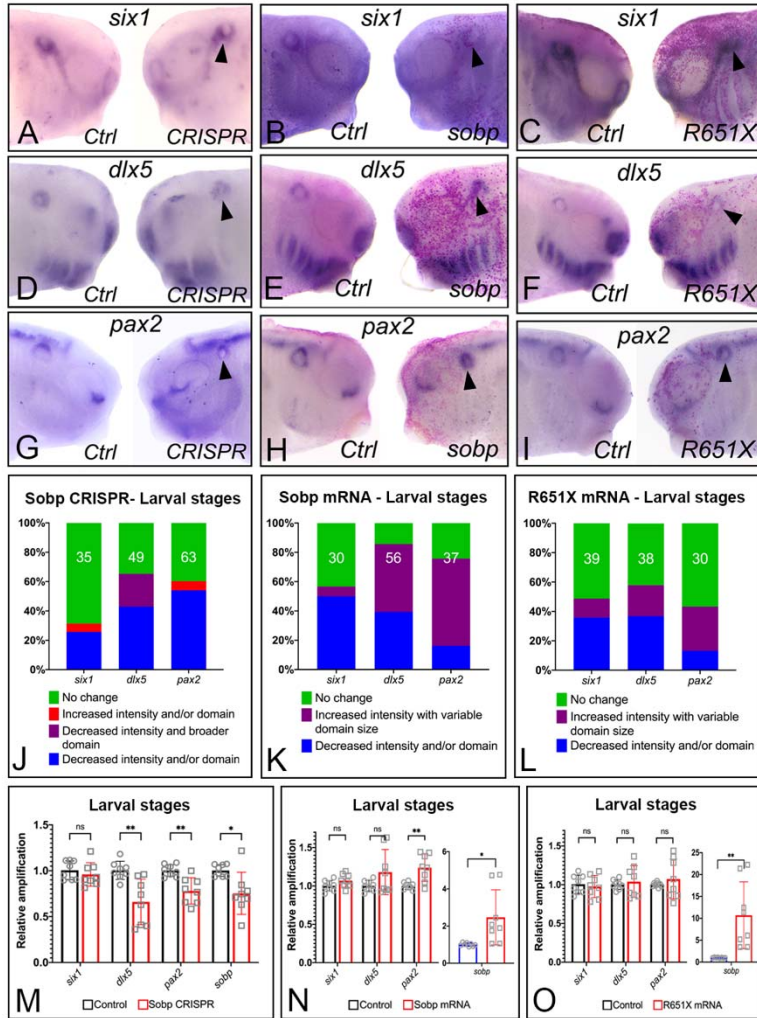 six1
A
Ctrl
CRISPR
six1
B
Ctrl
sobp
six1
C
Ctrl
R651X
dlx5
D
Ctrl
CRISPR
dlx5
E
Ctrl
sobp
dlx5
F
Ctrl
R651X
pax2
G
Ctrl
CRISPR
pax2
H
Ctrl
sobp
pax2
I
Ctrl
R651X
Sobp CRISPR- Larval stages
100%
80%
60%
40%
20%
0%
35 49 63
six1 dlx5 pax2
No change
Increased intensity and/or domain
Decreased intensity and broader
domain
Decreased intensity and/or domain
J
Sobp mRNA - Larval stages
100%
80%
60%
40%
20%
0%
30 56 37
six1 dlx5 pax2
No change
Increased intensity with variable
domain size
Decreased intensity and/or domain
K
R651X mRNA - Larval stages
100%
80%
60%
40%
20%
0%
39 38 30
six1 dlx5 pax2
No change
Increased intensity with variable
domain size
Decreased intensity and/or domain
L
Larval stages
Relative amplification
1.5
1.0
0.5
0.0
ns ** ** *
six1 dlx5 pax2 sobp
M
Control Sobp CRISPR
Larval stages
Relative amplification
1.5
1.0
0.5
0.0
ns ns **
six1 dlx5 pax2
6
4
2
0
*
sobp
N
Control Sobp mRNA
Larval stages
Relative amplification
1.5
1.0
0.5
0.0
ns ns ns
six1 dlx5 pax2
25
20
15
10
5
0
**
sobp
O
Control R651X mRNA